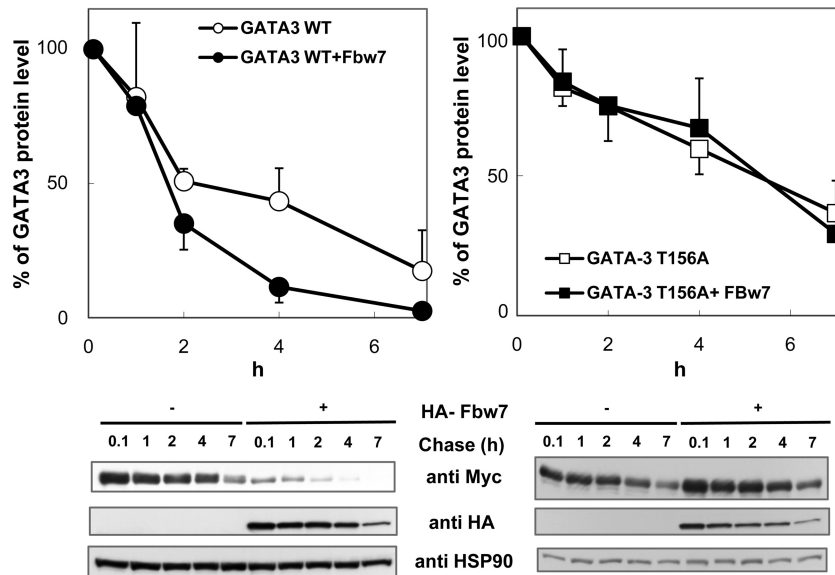 GATA3 WT
GATA3 WT+Fbw7
% of GATA3 protein level
100
50
0
0 2 4 6
h
% of GATA3 protein level
100
50
0
GATA-3 T156A
GATA-3 T156A+ FBw7
0 2 4 6
h
- + HA- Fbw7 - +
0.1 1 2 4 7 0.1 1 2 4 7 Chase (h) 0.1 1 2 4 7 0.1 1 2 4 7
anti Myc
anti HA
anti HSP90